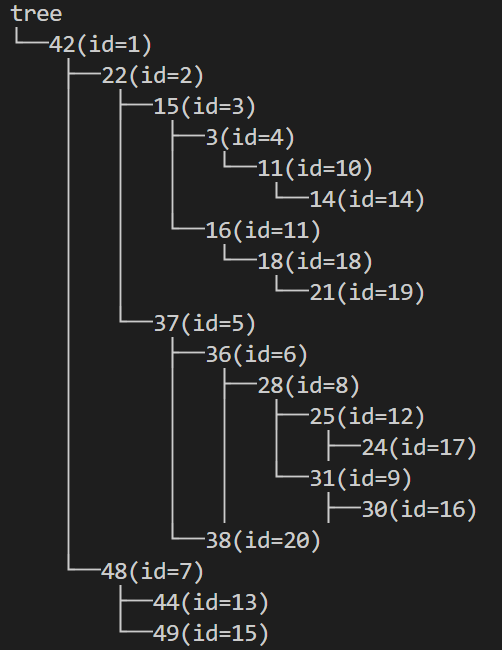 tree
42(id=1)
22(id=2)
15(id=3)
3(id=4)
11(id=10)
14(id=14)
16(id=11)
18(id=18)
21(id=19)
37(id=5)
36(id=6)
28(id=8)
25(id=12)
24(id=17)
31(id=9)
30(id=16)
38(id=20)
48(id=7)
44(id=13)
49(id=15)